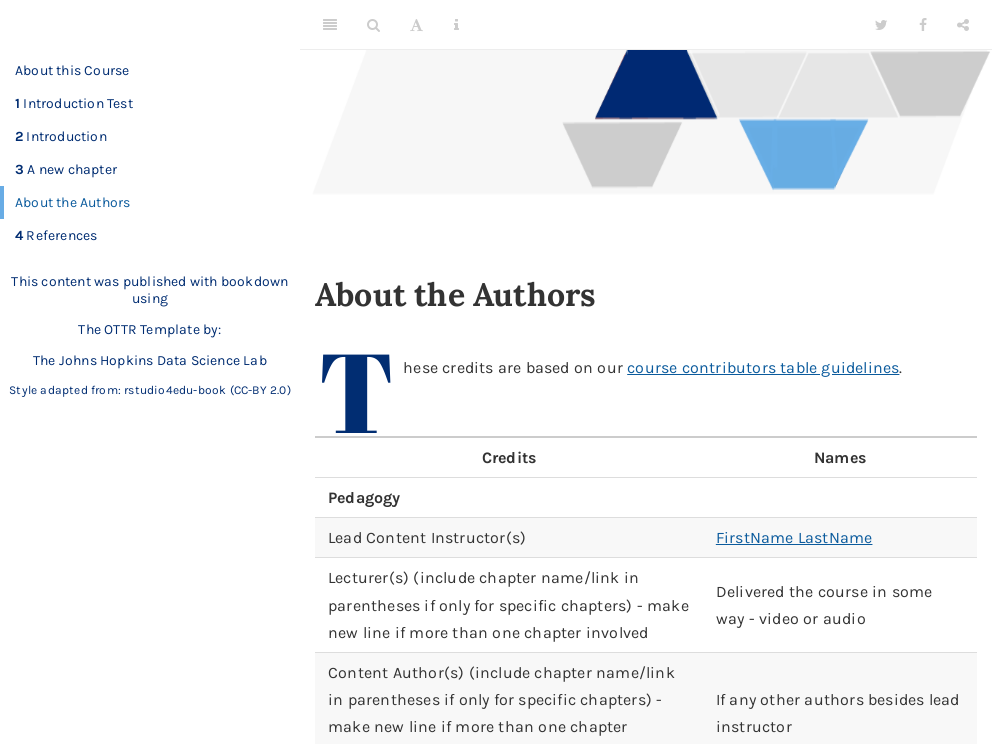 About this Course
1 Introduction Test
2 Introduction
3 A new chapter
About the Authors
4 References
This content was published with bookdown
using
The OTTR Template by:
The Johns Hopkins Data Science Lab
Style adapted from: rstudio4edu-book (CC-BY 2.0)
About the Authors
These credits are based on our course contributors table guidelines.
Credits Names
Pedagogy
Lead Content Instructor(s) FirstName LastName
Lecturer(s) (include chapter name/link in
parentheses if only for specific chapters) - make
new line if more than one chapter involved
Delivered the course in some
way - video or audio
Content Author(s) (include chapter name/link
in parentheses if only for specific chapters) -
make new line if more than one chapter
If any other authors besides lead
instructor